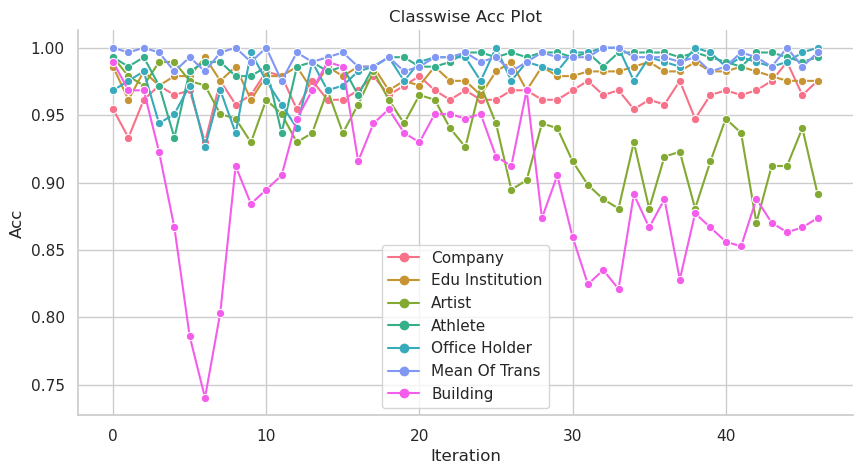 Classwise Acc Plot
1.00
0.95
0.90
0.85
0.80
0.75
Acc
Company
Edu Institution
Artist
Athlete
Office Holder
Mean Of Trans
Building
0 10 20 30 40
Iteration